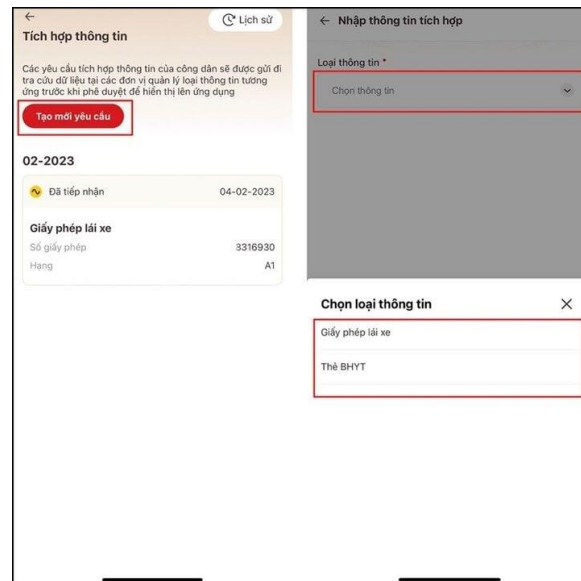 ←
Lịch sử
Tích hợp thông tin
Các yêu cầu tích hợp thông tin của công dân sẽ được gửi đi
tra cứu dữ liệu tại các đơn vị quản lý loại thông tin tương
ứng trước khi phê duyệt để hiển thị lên ứng dụng
Tạo mới yêu cầu
02-2023
Đã tiếp nhận 04-02-2023
Giấy phép lái xe
Số giấy phép 3316930
Hạng A1
← Nhập thông tin tích hợp
Loại thông tin *
Chọn thông tin
Chọn loại thông tin ×
Giấy phép lái xe
Thẻ BHYT